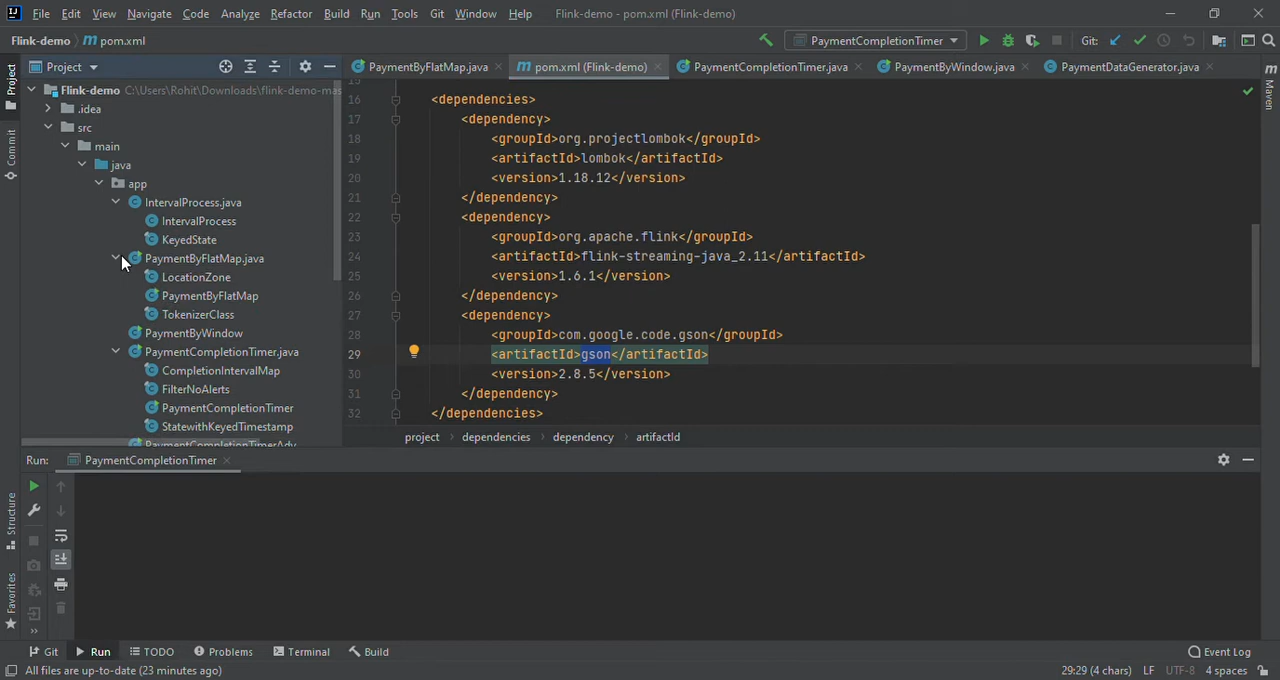 File Edit View Navigate Code Analyze Refactor Build Run Tools Git Window Help Flink-demo - pom.xml (Flink-demo)
Flink-demo pom.xml PaymentCompletionTimer Git:
Project PaymentByFlatMap.java pom.xml (Flink-demo) PaymentCompletionTimer.java PaymentByWindow.java PaymentDataGenerator.java
Project
Commit
Structure
Favorites
Maven
Flink-demo C:\Users\Rohit\Downloads\flink-demo-mas
.idea
src
main
java
app
IntervalProcess.java
IntervalProcess
KeyedState
PaymentByFlatMap.java
LocationZone
PaymentByFlatMap
TokenizerClass
PaymentByWindow
PaymentCompletionTimer.java
CompletionIntervalMap
FilterNoAlerts
PaymentCompletionTimer
StatewithKeyedTimestamp
PaymentCompletionTimerAdv
15
16 <dependencies>
17 <dependency>
18 <groupId>org.projectlombok</groupId>
19 <artifactId>lombok</artifactId>
20 <version>1.18.12</version>
21 </dependency>
22 <dependency>
23 <groupId>org.apache.flink</groupId>
24 <artifactId>flink-streaming-java_2.11</artifactId>
25 <version>1.6.1</version>
26 </dependency>
27 <dependency>
28 <groupId>com.google.code.gson</groupId>
29 <artifactId>gson</artifactId>
30 <version>2.8.5</version>
31 </dependency>
32 </dependencies>
project dependencies dependency artifactId
Run: PaymentCompletionTimer
Git Run TODO Problems Terminal Build Event Log
All files are up-to-date (23 minutes ago) 29:29 (4 chars) LF UTF-8 4 spaces